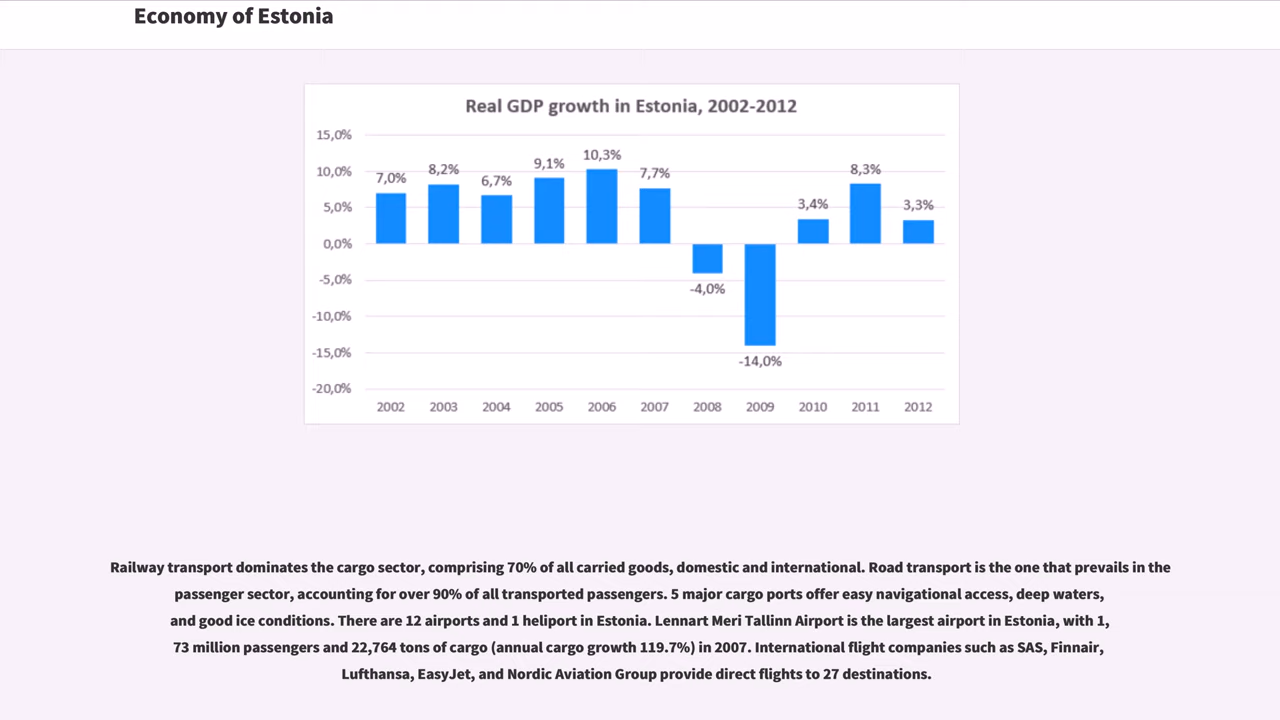 Economy of Estonia
Real GDP growth in Estonia, 2002-2012
15,0%
10,0%
5,0%
0,0%
-5,0%
-10,0%
-15,0%
-20,0%
7,0%
8,2%
6,7%
9,1%
10,3%
7,7%
-4,0%
-14,0%
3,4%
8,3%
3,3%
2002 2003 2004 2005 2006 2007 2008 2009 2010 2011 2012
Railway transport dominates the cargo sector, comprising 70% of all carried goods, domestic and international. Road transport is the one that prevails in the
passenger sector, accounting for over 90% of all transported passengers. 5 major cargo ports offer easy navigational access, deep waters,
and good ice conditions. There are 12 airports and 1 heliport in Estonia. Lennart Meri Tallinn Airport is the largest airport in Estonia, with 1,
73 million passengers and 22,764 tons of cargo (annual cargo growth 119.7%) in 2007. International flight companies such as SAS, Finnair,
Lufthansa, EasyJet, and Nordic Aviation Group provide direct flights to 27 destinations.